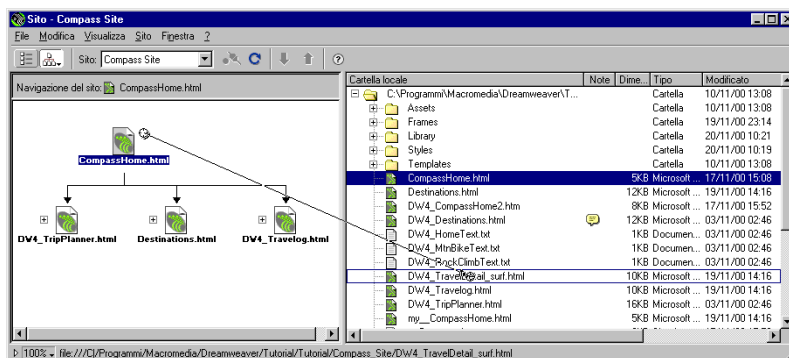 Sito - Compass Site
File Modifica Visualizza Sito Finestra ?
Sito: Compass Site
Navigazione del sito: CompassHome.html
CompassHome.html
DW4_TripPlanner.html Destinations.html DW4_Travelog.html
Cartella locale Note Dime... Tipo Modificato
C:\Programmi\Macromedia\Dreamweaver\T... Cartella 10/11/00 13:08
Assets Cartella 10/11/00 13:08
Frames Cartella 19/11/00 23:14
Library Cartella 20/11/00 10:21
Styles Cartella 20/11/00 10:19
Templates Cartella 10/11/00 13:08
CompassHome.html 5KB Microsoft ... 17/11/00 15:08
Destinations.html 12KB Microsoft ... 19/11/00 14:16
DW4_CompassHome2.htm 8KB Microsoft ... 17/11/00 15:52
DW4_Destinations.html 12KB Microsoft ... 03/11/00 02:46
DW4_HomeText.txt 1KB Documen... 03/11/00 02:46
DW4_MtnBikeText.txt 1KB Documen... 03/11/00 02:46
DW4_RockClimbText.txt 1KB Documen... 03/11/00 02:46
DW4_TravelDetail_surf.html 10KB Microsoft ... 19/11/00 14:16
DW4_Travelog.html 10KB Microsoft ... 19/11/00 14:16
DW4_TripPlanner.html 16KB Microsoft ... 03/11/00 02:46
my_CompassHome.html 5KB Microsoft ... 19/11/00 14:16
100% file:///C|/Programmi/Macromedia/Dreamweaver/Tutorial/Tutorial/Compass_Site/DW4_TravelDetail_surf.html